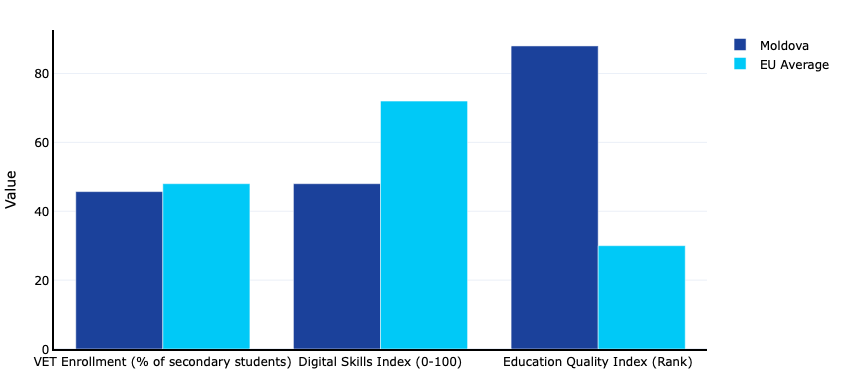 Moldova
EU Average
Value
80
60
40
20
0
VET Enrollment (% of secondary students)
Digital Skills Index (0-100)
Education Quality Index (Rank)